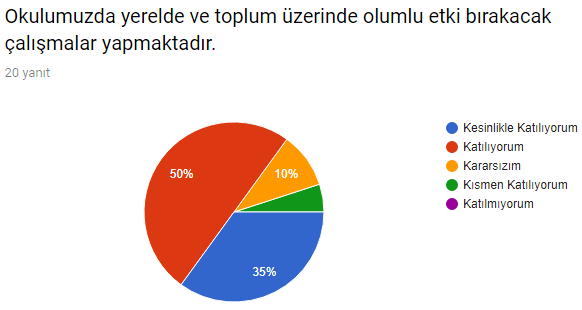 Okulumuzda yerelde ve toplum üzerinde olumlu etki bırakacak
çalışmalar yapmaktadır.
20 yanıt
50%
10%
35%
Kesinlikle Katılıyorum
Katılıyorum
Kararsızım
Kısmen Katılıyorum
Katılmıyorum